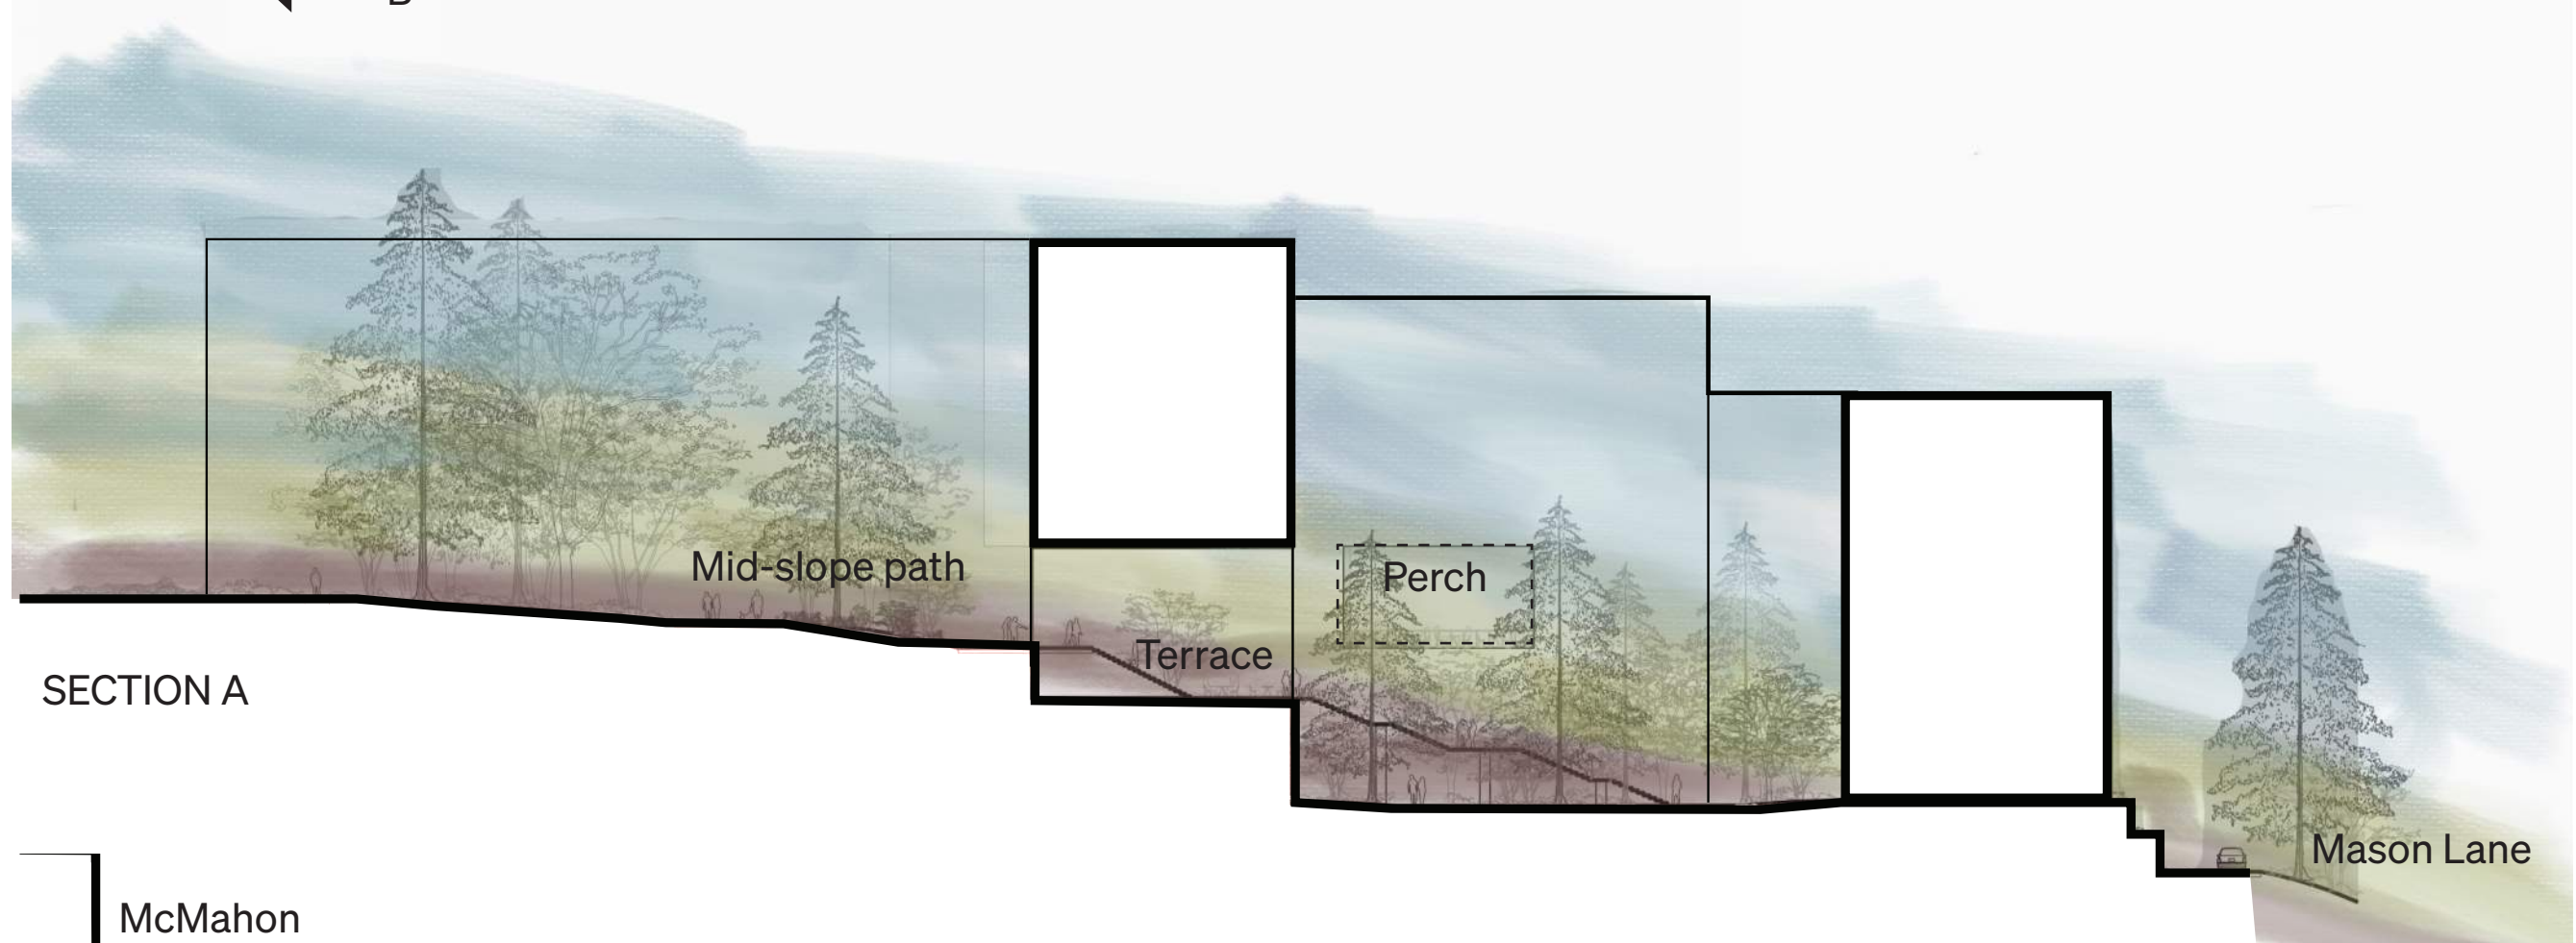 Mid-slope path
Perch
Terrace
SECTION A
Mason Lane
McMahon